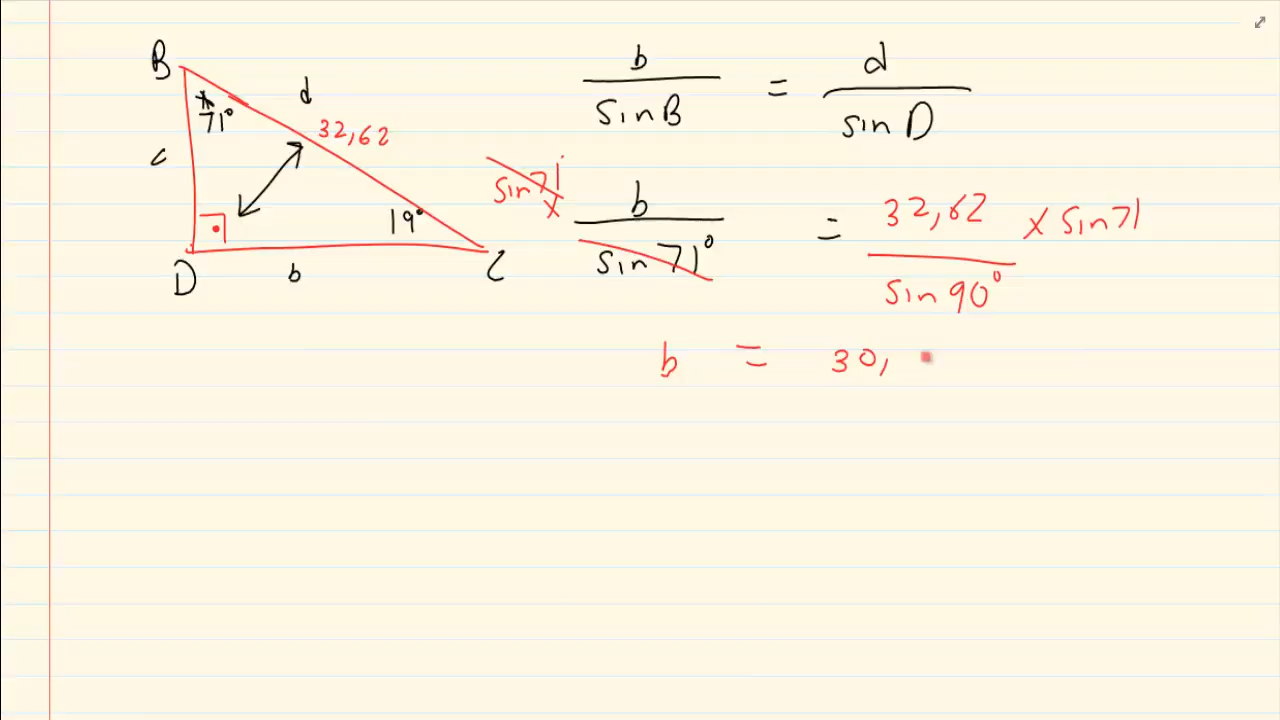 B
d
71°
32,62
c
19°
D
b
C
b / sin B = d / sin D
sin 71 × b / sin 71° = 32,62 / sin 90° × sin 71
b = 30,